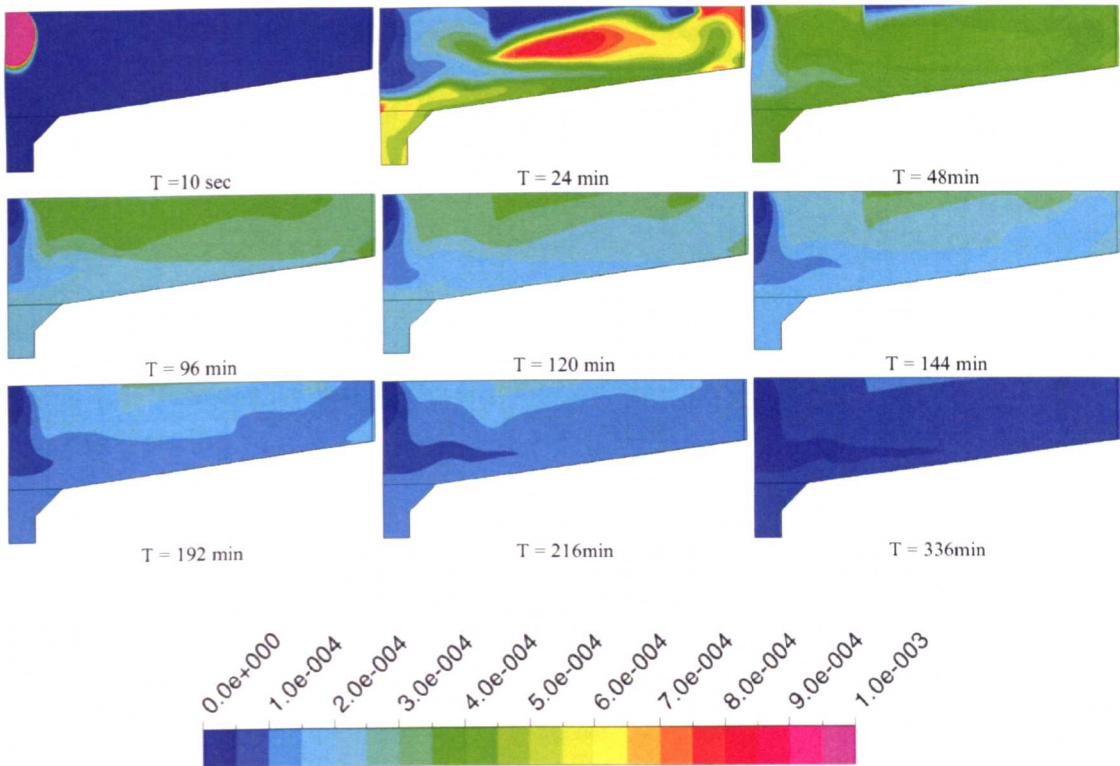 T =10 sec
T = 24 min
T = 48min
T = 96 min
T = 120 min
T = 144 min
T = 192 min
T = 216min
T = 336min
0.0e+000
1.0e-004
2.0e-004
3.0e-004
4.0e-004
5.0e-004
6.0e-004
7.0e-004
8.0e-004
9.0e-004
1.0e-003